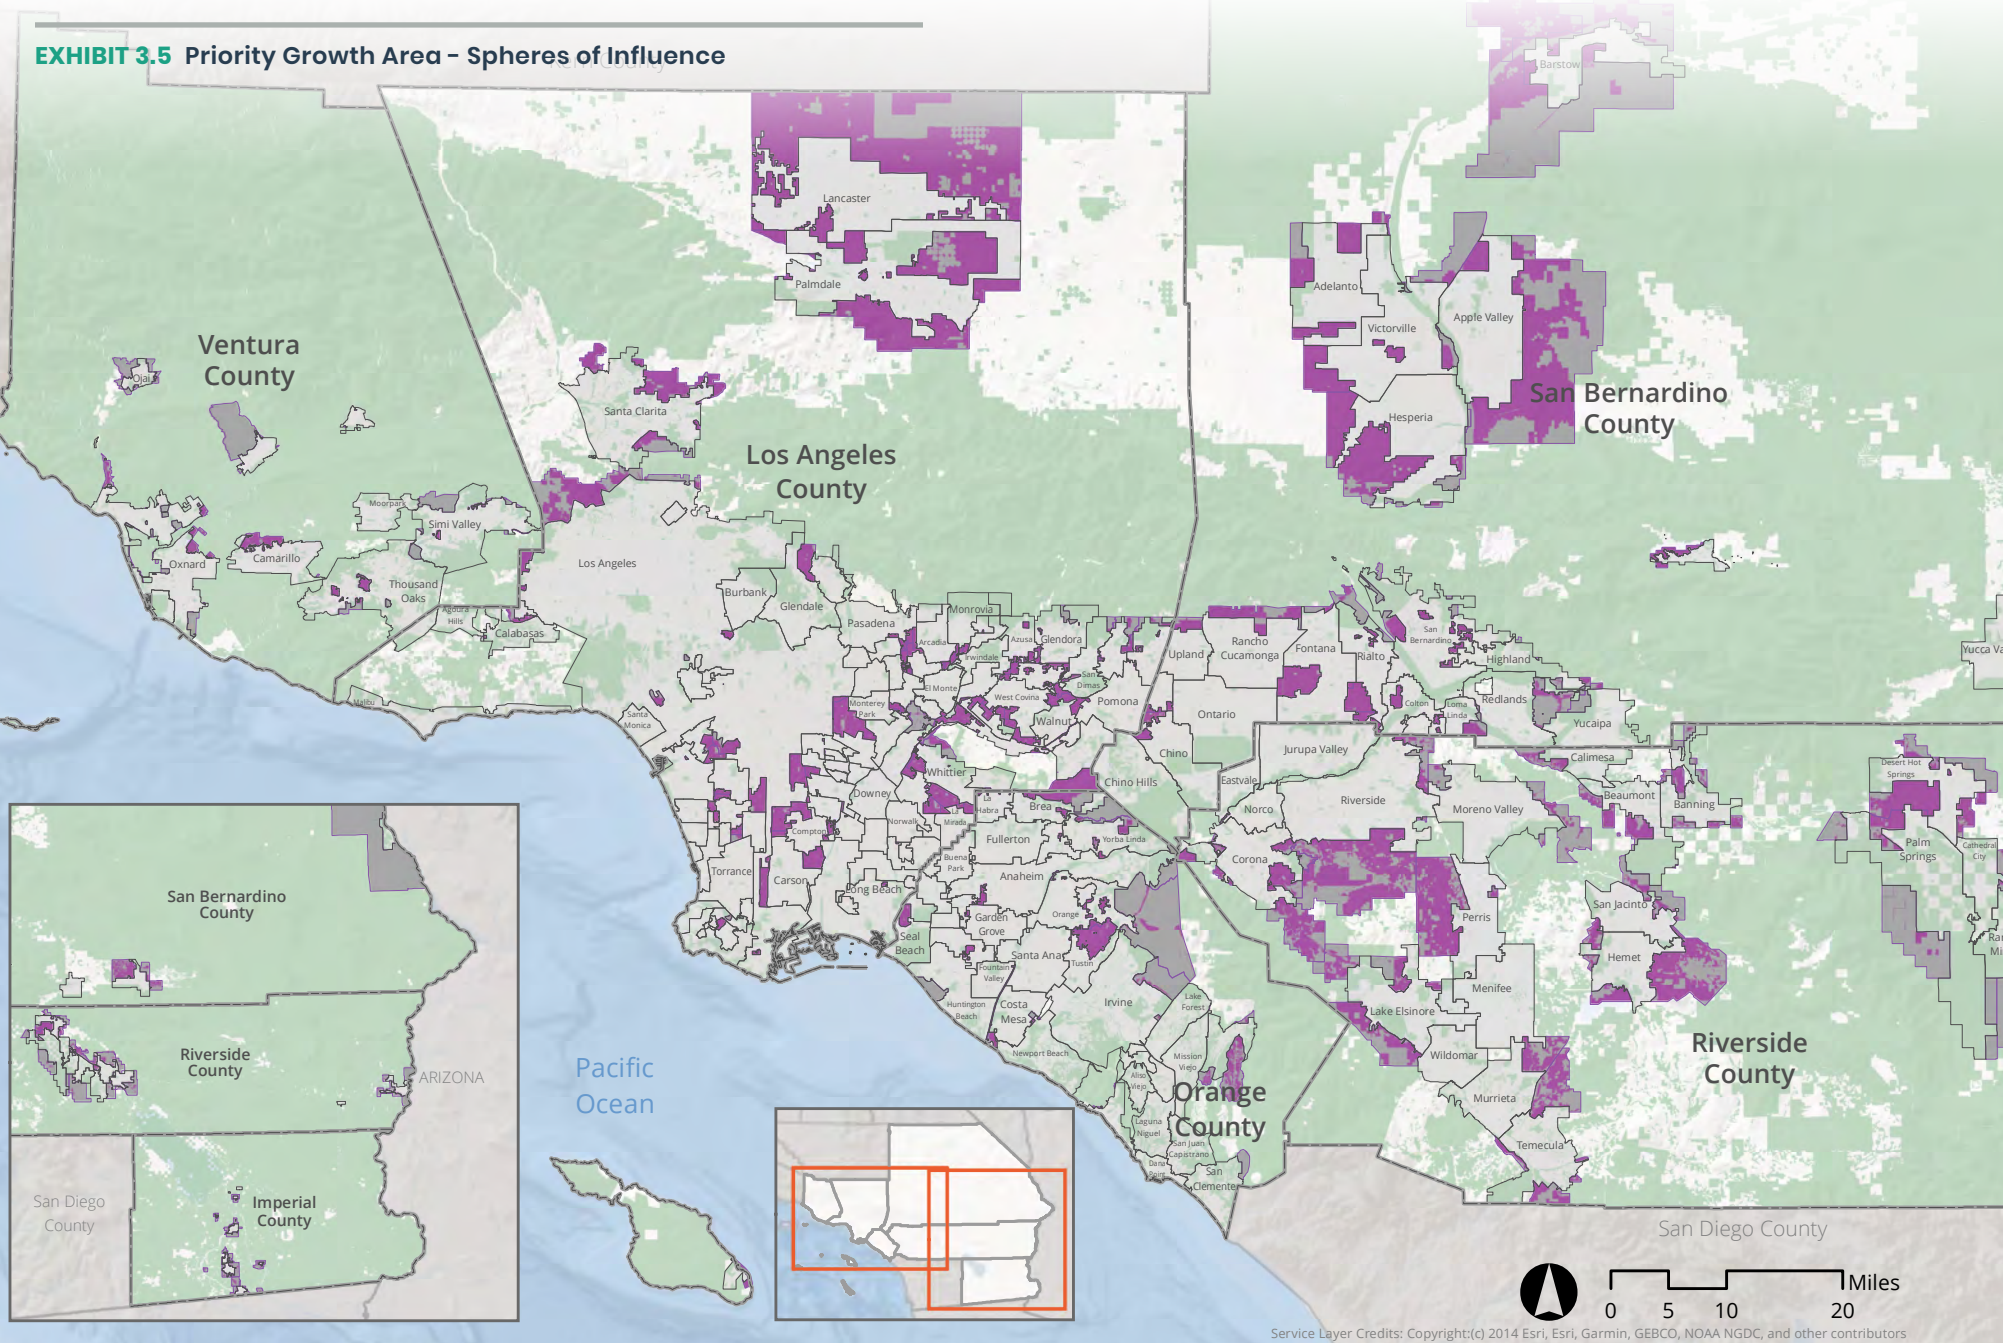 EXHIBIT 3.5 Priority Growth Area - Spheres of Influence
Kern County
Barstow
Lancaster
Palmdale
Adelanto
Victorville
Apple Valley
Hesperia
San Bernardino
County
Ventura
County
Ojai
Santa Clarita
Los Angeles
County
Moorpark
Simi Valley
Oxnard
Camarillo
Thousand
Oaks
Agoura
Hills
Calabasas
Malibu
Los Angeles
Burbank
Glendale
Pasadena
Monrovia
Arcadia
Azusa
Glendora
Irwindale
San
Dimas
El Monte
West Covina
Walnut
Pomona
Monterey
Park
Santa
Monica
Whittier
Downey
Norwalk
La
Mirada
La
Habra
Brea
Compton
Torrance
Carson
Long Beach
Fullerton
Yorba Linda
Buena
Park
Anaheim
Garden
Grove
Orange
Seal
Beach
Santa Ana
Tustin
Fountain
Valley
Huntington
Beach
Costa
Mesa
Irvine
Lake
Forest
Newport Beach
Mission
Viejo
Aliso
Viejo
Orange
County
Laguna
Niguel
San Juan
Capistrano
Dana
Point
San
Clemente
Upland
Rancho
Cucamonga
Fontana
Rialto
San
Bernardino
Highland
Ontario
Colton
Loma
Linda
Redlands
Yucaipa
Yucca Va
Chino
Chino Hills
Eastvale
Jurupa Valley
Norco
Riverside
Corona
Moreno Valley
Calimesa
Beaumont
Banning
Desert Hot
Springs
Palm
Springs
Cathedral
City
Ra
Mi
Perris
San Jacinto
Hemet
Menifee
Lake Elsinore
Wildomar
Murrieta
Temecula
Riverside
County
San Diego County
Pacific
Ocean
San Bernardino
County
Riverside
County
ARIZONA
Imperial
County
San Diego
County
Miles
0 5 10 20
Service Layer Credits: Copyright:(c) 2014 Esri, Esri, Garmin, GEBCO, NOAA NGDC, and other contributors